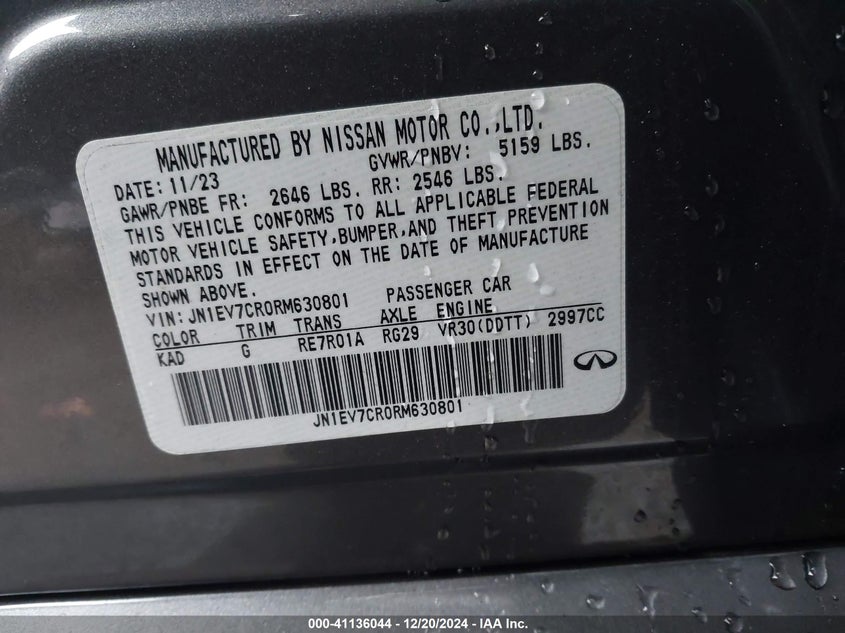 MANUFACTURED BY NISSAN MOTOR CO.,LTD.
DATE: 11/23 GVWR/PNBV: 5159 LBS.
GAWR/PNBE FR: 2646 LBS. RR: 2546 LBS.
THIS VEHICLE CONFORMS TO ALL APPLICABLE FEDERAL
MOTOR VEHICLE SAFETY,BUMPER,AND THEFT PREVENTION
STANDARDS IN EFFECT ON THE DATE OF MANUFACTURE
SHOWN ABOVE.
VIN: JN1EV7CR0RM630801 PASSENGER CAR
COLOR TRIM TRANS AXLE ENGINE
KAD G RE7R01A RG29 VR30(DDTT) 2997CC
JN1EV7CR0RM630801
000-41136044 - 12/20/2024 - IAA Inc.